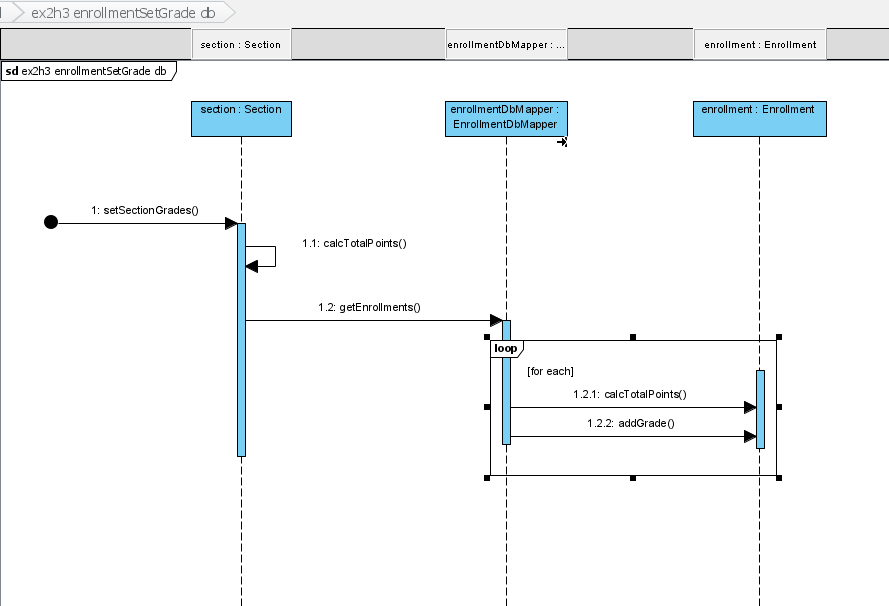 ex2h3 enrollmentSetGrade db
section : Section
enrollmentDbMapper : ...
enrollment : Enrollment
sd ex2h3 enrollmentSetGrade db
section : Section
enrollmentDbMapper :
EnrollmentDbMapper
enrollment : Enrollment
1: setSectionGrades()
1.1: calcTotalPoints()
1.2: getEnrollments()
loop
[for each]
1.2.1: calcTotalPoints()
1.2.2: addGrade()